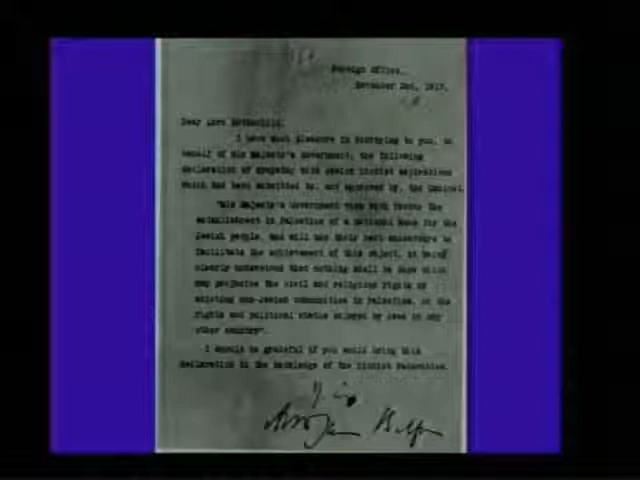 Foreign Office,
November 2nd, 1917.
Dear Lord Rothschild,
I have much pleasure in conveying to you, on
behalf of His Majesty's Government, the following
declaration of sympathy with Jewish Zionist aspirations
which has been submitted to, and approved by, the Cabinet.
"His Majesty's Government view with favour the
establishment in Palestine of a national home for the
Jewish people, and will use their best endeavours to
facilitate the achievement of this object, it being
clearly understood that nothing shall be done which
may prejudice the civil and religious rights of
existing non-Jewish communities in Palestine, or the
rights and political status enjoyed by Jews in any
other country".
I should be grateful if you would bring this
declaration to the knowledge of the Zionist Federation.